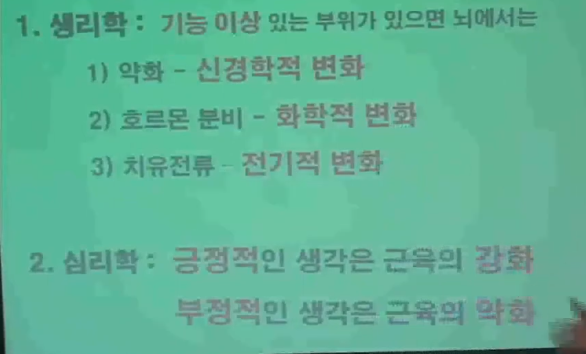 1. 생리학 : 기능 이상 있는 부위가 있으면 뇌에서는
1) 약화 - 신경학적 변화
2) 호르몬 분비 - 화학적 변화
3) 치유전류 - 전기적 변화
2. 심리학 : 긍정적인 생각은 근육의 강화
부정적인 생각은 근육의 약화